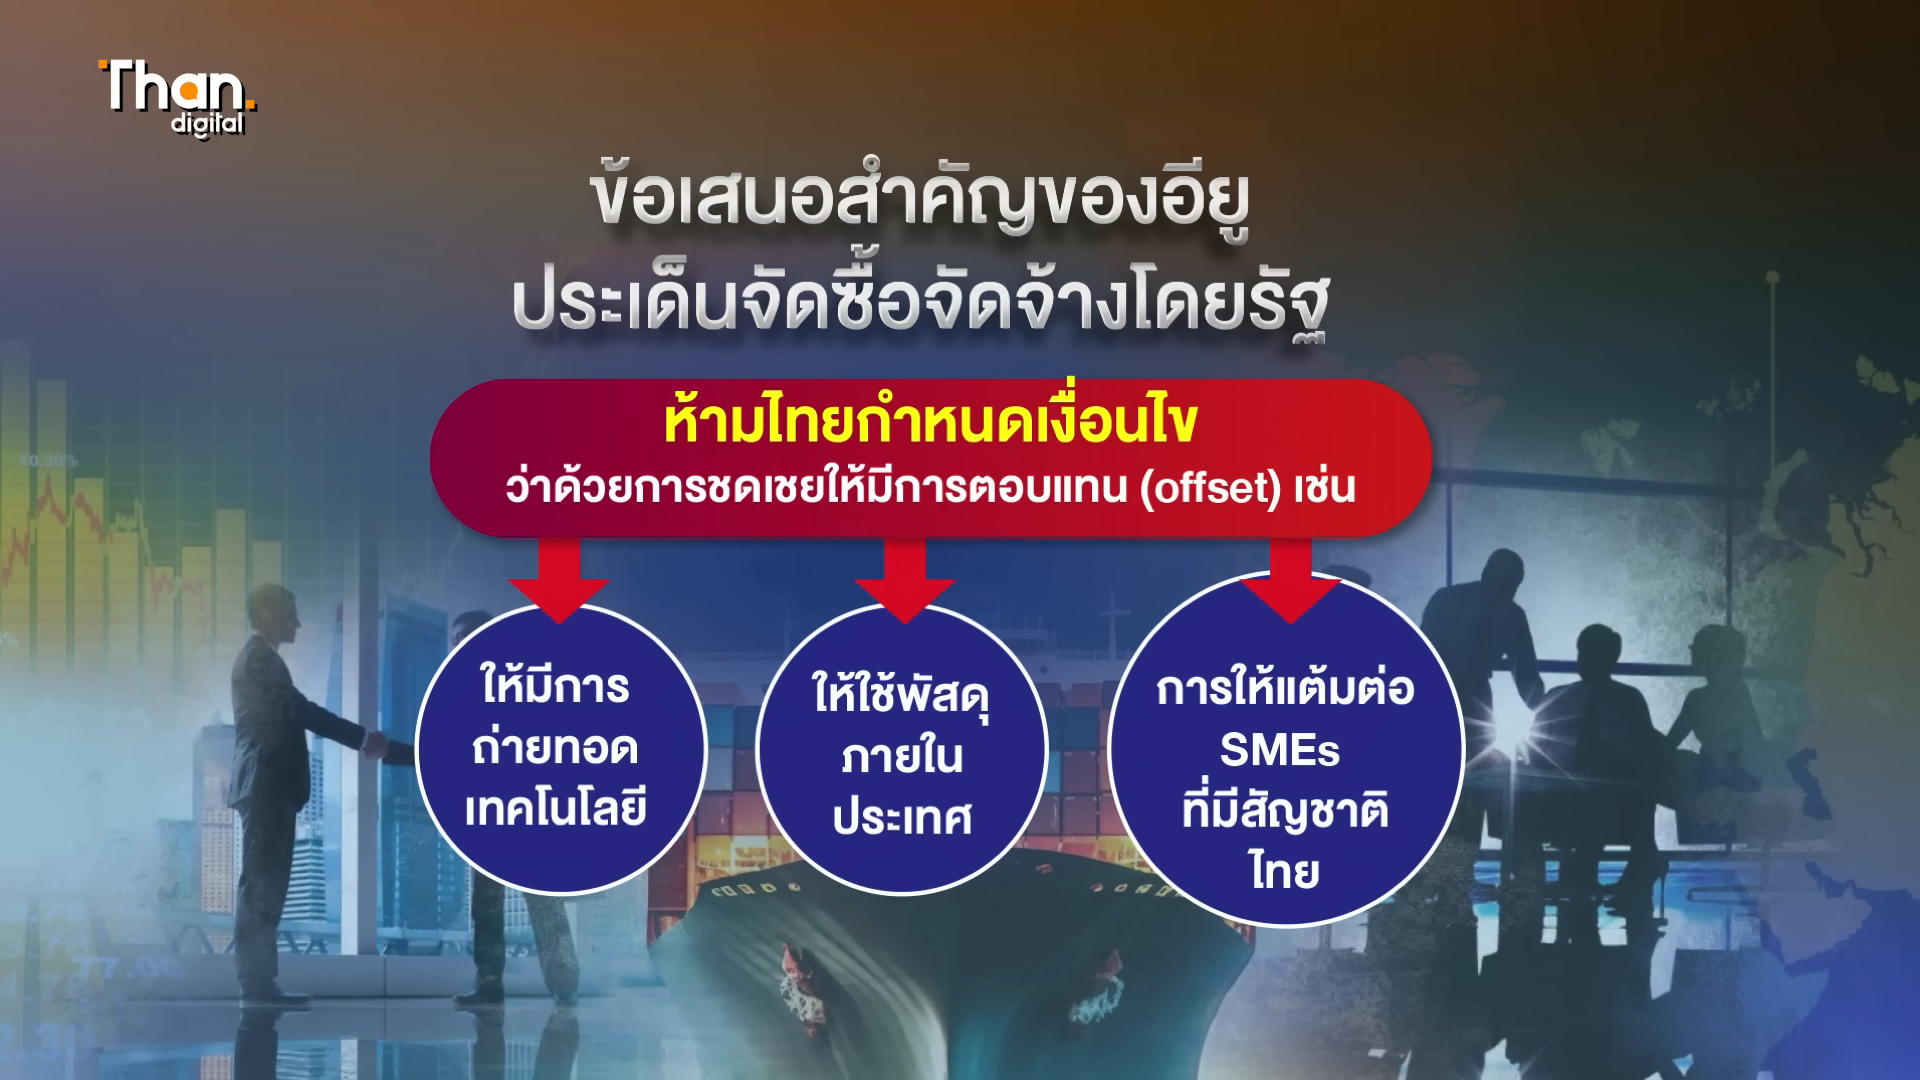 Than.
digital
ข้อเสนอสำคัญของอียู
ประเด็นจัดซื้อจัดจ้างโดยรัฐ
ห้ามไทยกำหนดเงื่อนไข
ว่าด้วยการชดเชยให้มีการตอบแทน (offset) เช่น
ให้มีการ
ถ่ายทอด
เทคโนโลยี
ให้ใช้พัสดุ
ภายใน
ประเทศ
การให้แต้มต่อ
SMEs
ที่มีสัญชาติ
ไทย
10.30%